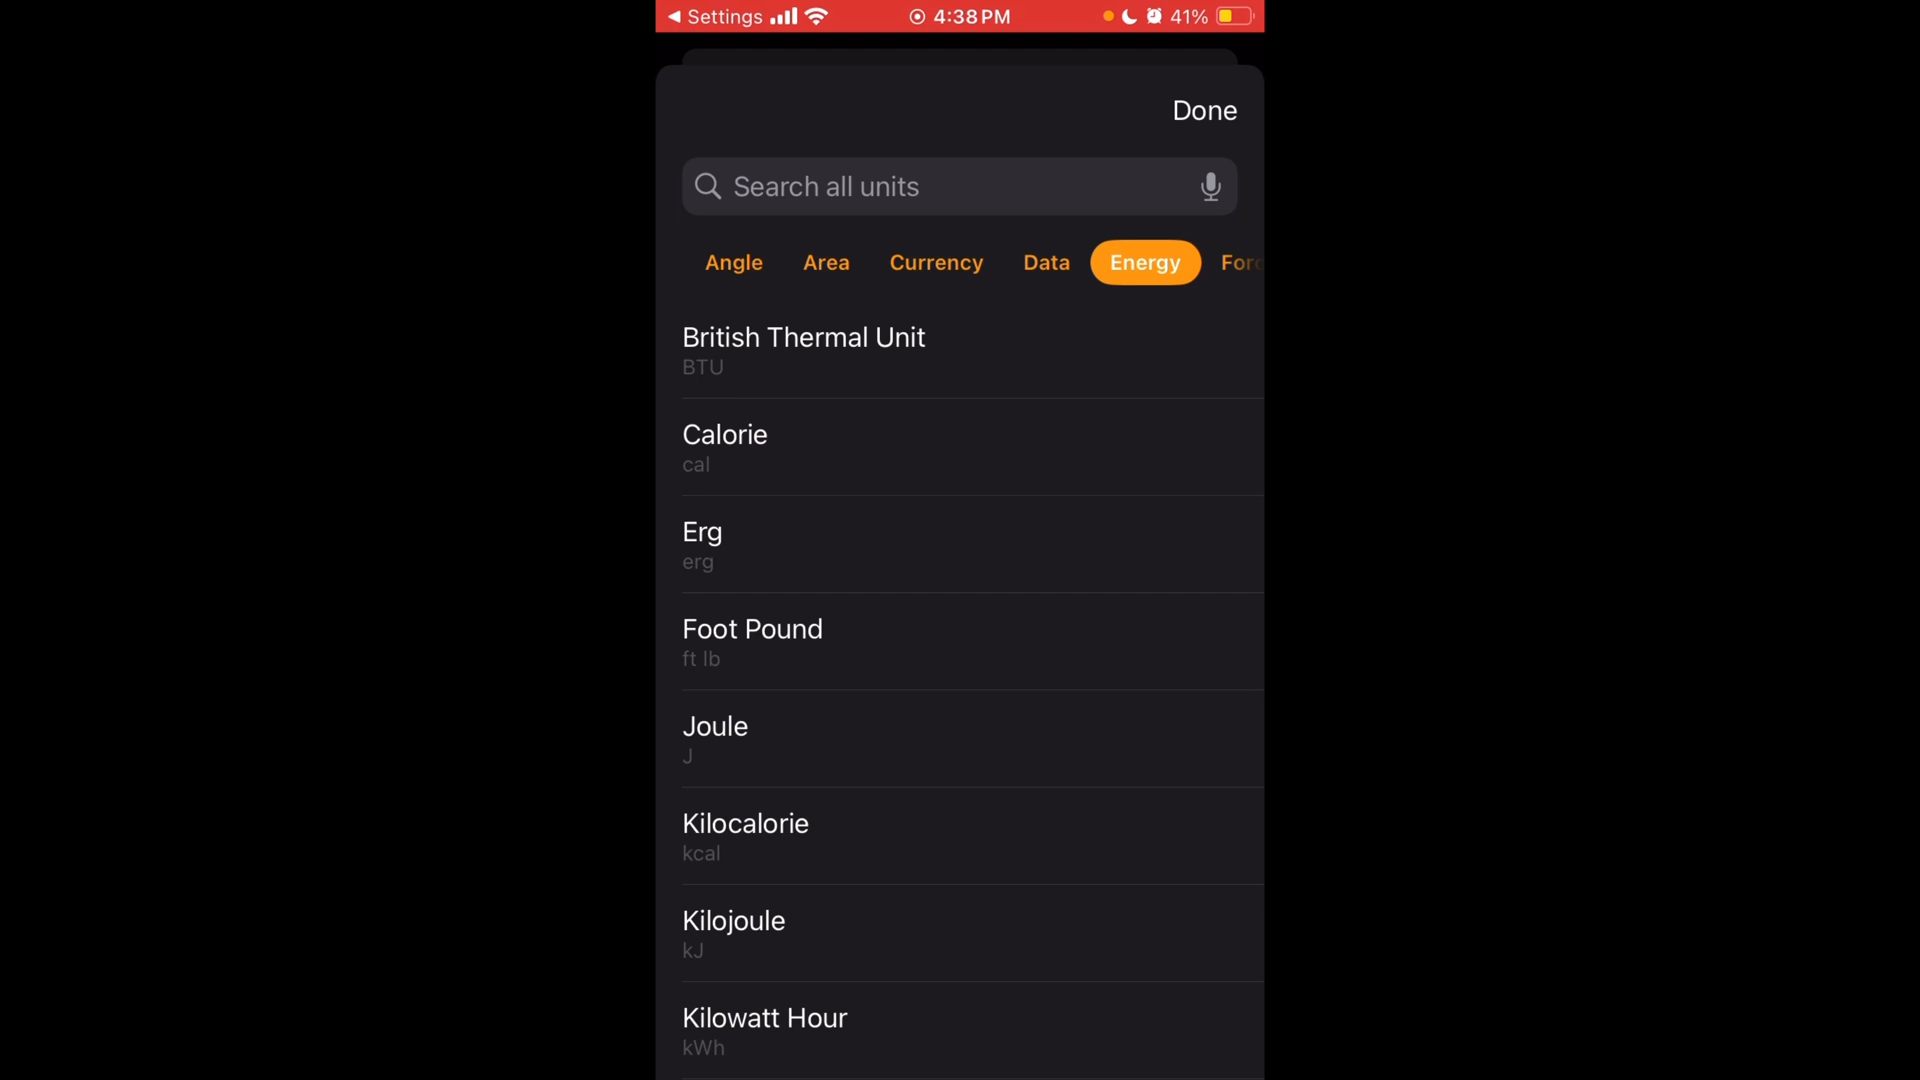 Settings 4:38 PM 41%
Done
Search all units
Angle Area Currency Data Energy Forc
British Thermal Unit
BTU
Calorie
cal
Erg
erg
Foot Pound
ft lb
Joule
J
Kilocalorie
kcal
Kilojoule
kJ
Kilowatt Hour
kWh